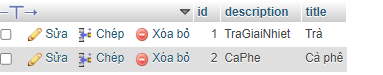 id description title
Sửa Chép Xóa bỏ 1 TraGiaiNhiet Trà
Sửa Chép Xóa bỏ 2 CaPhe Cà phê